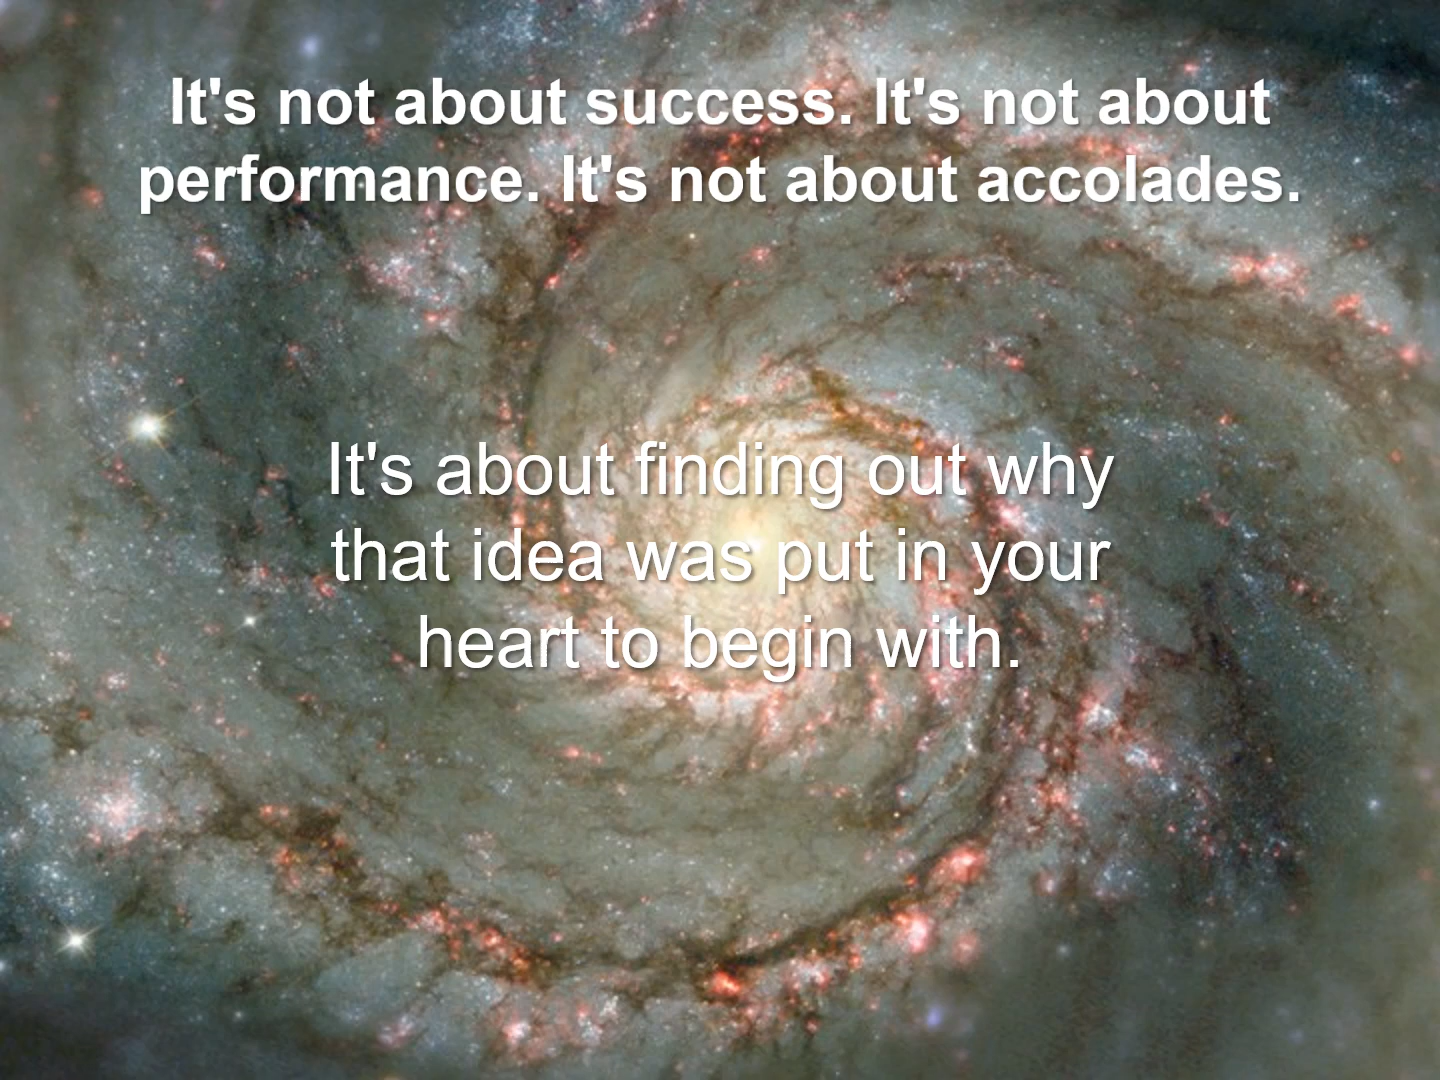 It's not about success. It's not about
performance. It's not about accolades.
It's about finding out why
that idea was put in your
heart to begin with.